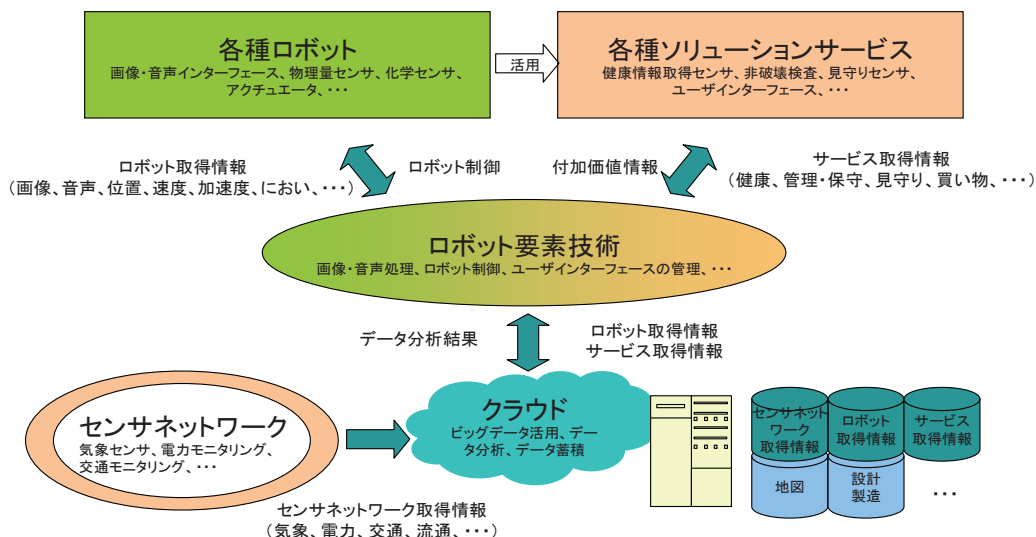 各種ロボット
画像・音声インターフェース、物理量センサ、化学センサ、
アクチュエータ、・・・
活用
各種ソリューションサービス
健康情報取得センサ、非破壊検査、見守りセンサ、
ユーザインターフェース、・・・
ロボット取得情報
（画像、音声、位置、速度、加速度、におい、・・・）
ロボット制御
付加価値情報
サービス取得情報
（健康、管理・保守、見守り、買い物、・・・）
ロボット要素技術
画像・音声処理、ロボット制御、ユーザインターフェースの管理、・・・
データ分析結果
ロボット取得情報
サービス取得情報
センサネットワーク
気象センサ、電力モニタリング、
交通モニタリング、・・・
クラウド
ビッグデータ活用、デー
タ分析、データ蓄積
センサネット
ワーク
取得情報
ロボット
取得情報
サービス
取得情報
地図
設計
製造
・・・
センサネットワーク取得情報
（気象、電力、交通、流通、・・・）